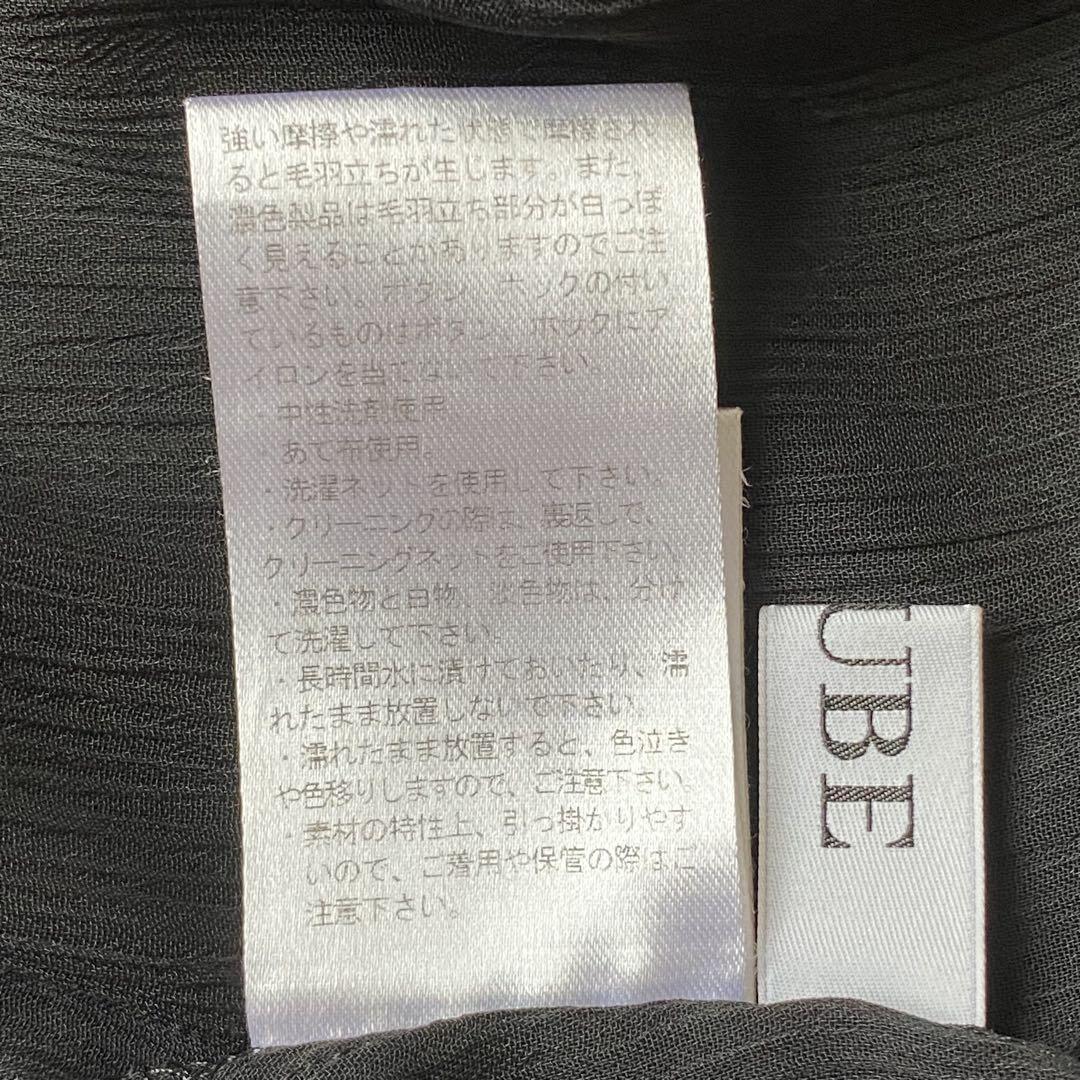 強い摩擦や濡れた状態で摩擦され
ると毛羽立ちが生じます。また、
濃色製品は毛羽立ち部分が白っぽ
く見えることがありますのでご注
意下さい。ボタン、ホックの付い
ているものはボタン、ホックにア
イロンを当てないで下さい。
・中性洗剤使用
・あて布使用。
・洗濯ネットを使用して下さい。
・クリーニングの際は、裏返して、
クリーニングネットをご使用下さい。
・濃色物と白物、淡色物は、分け
て洗濯して下さい。
・長時間水に漬けておいたり、濡
れたまま放置しないで下さい。
・濡れたまま放置すると、色泣き
や色移りしますので、ご注意下さい。
・素材の特性上、引っ掛かりやす
いので、ご着用や保管の際はご
注意下さい。
UBE